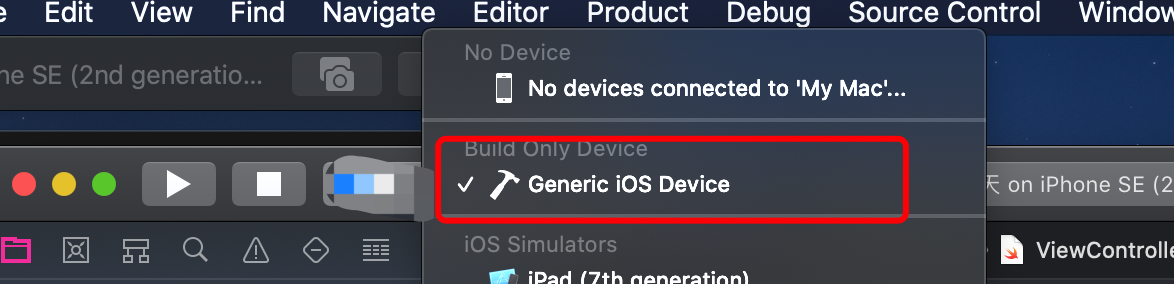 Edit View Find Navigate Editor Product Debug Source Control Window
No Device
ne SE (2nd generatio...
No devices connected to 'My Mac'...
Build Only Device
Generic iOS Device
天 on iPhone SE (2
iOS Simulators
ViewControlle
iPad (7th generation)